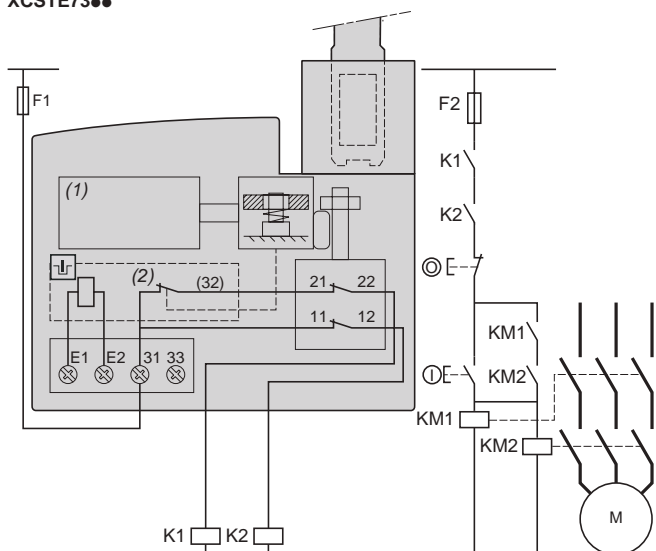 XCSTE73●●
F1
F2
K1
K2
(1)
(2)
(32)
21 22
11 12
E1 E2 31 33
KM1
KM2
KM1
KM2
M
K1 K2